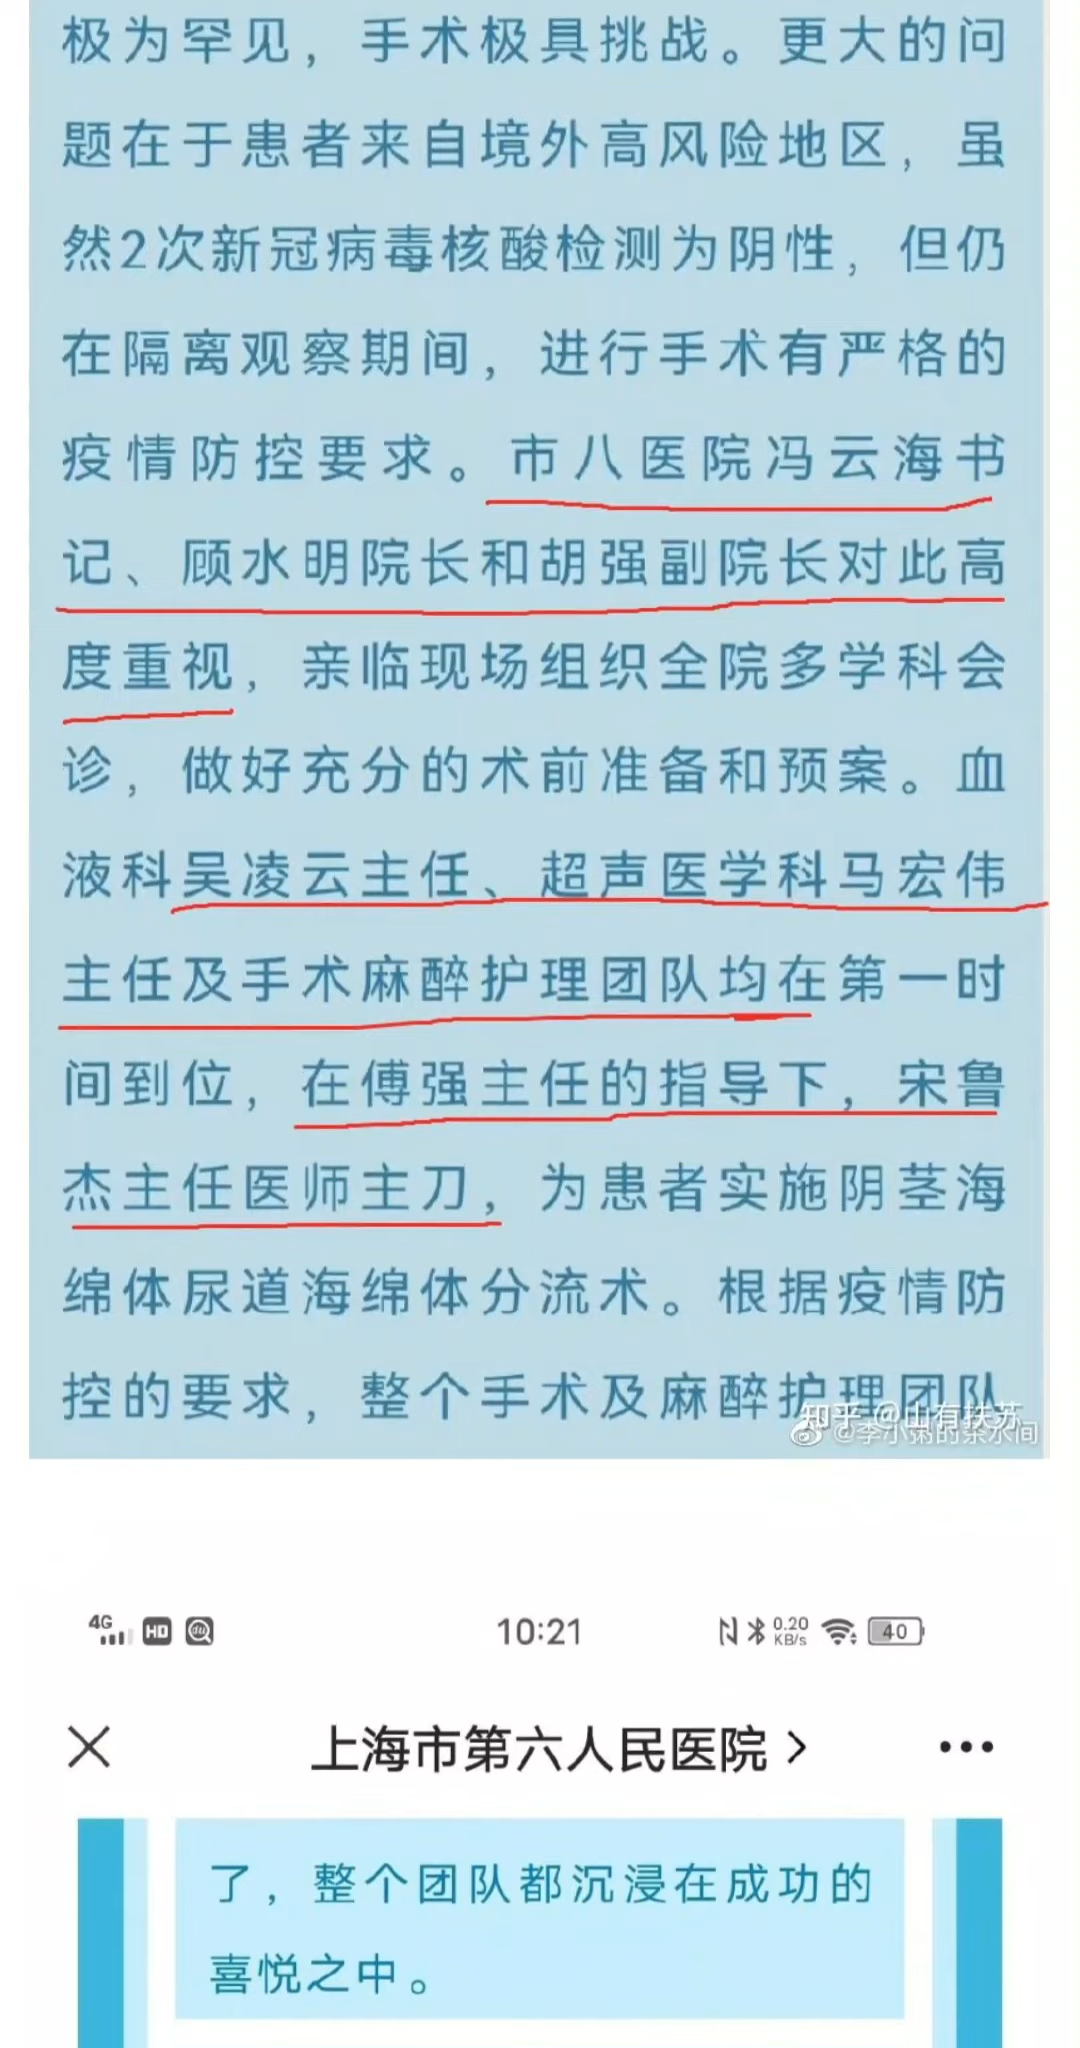 极为罕见，手术极具挑战。更大的问
题在于患者来自境外高风险地区，虽
然2次新冠病毒核酸检测为阴性，但仍
在隔离观察期间，进行手术有严格的
疫情防控要求。市八医院冯云海书
记、顾水明院长和胡强副院长对此高
度重视，亲临现场组织全院多学科会
诊，做好充分的术前准备和预案。血
液科吴凌云主任、超声医学科马宏伟
主任及手术麻醉护理团队均在第一时
间到位，在傅强主任的指导下，宋鲁
杰主任医师主刀，为患者实施阴茎海
绵体尿道海绵体分流术。根据疫情防
控的要求，整个手术及麻醉护理团队
知乎 @山有扶苏
@李小粥的茶水间
4G HD du 10:21 0.20 KB/s 40
上海市第六人民医院
了，整个团队都沉浸在成功的
喜悦之中。